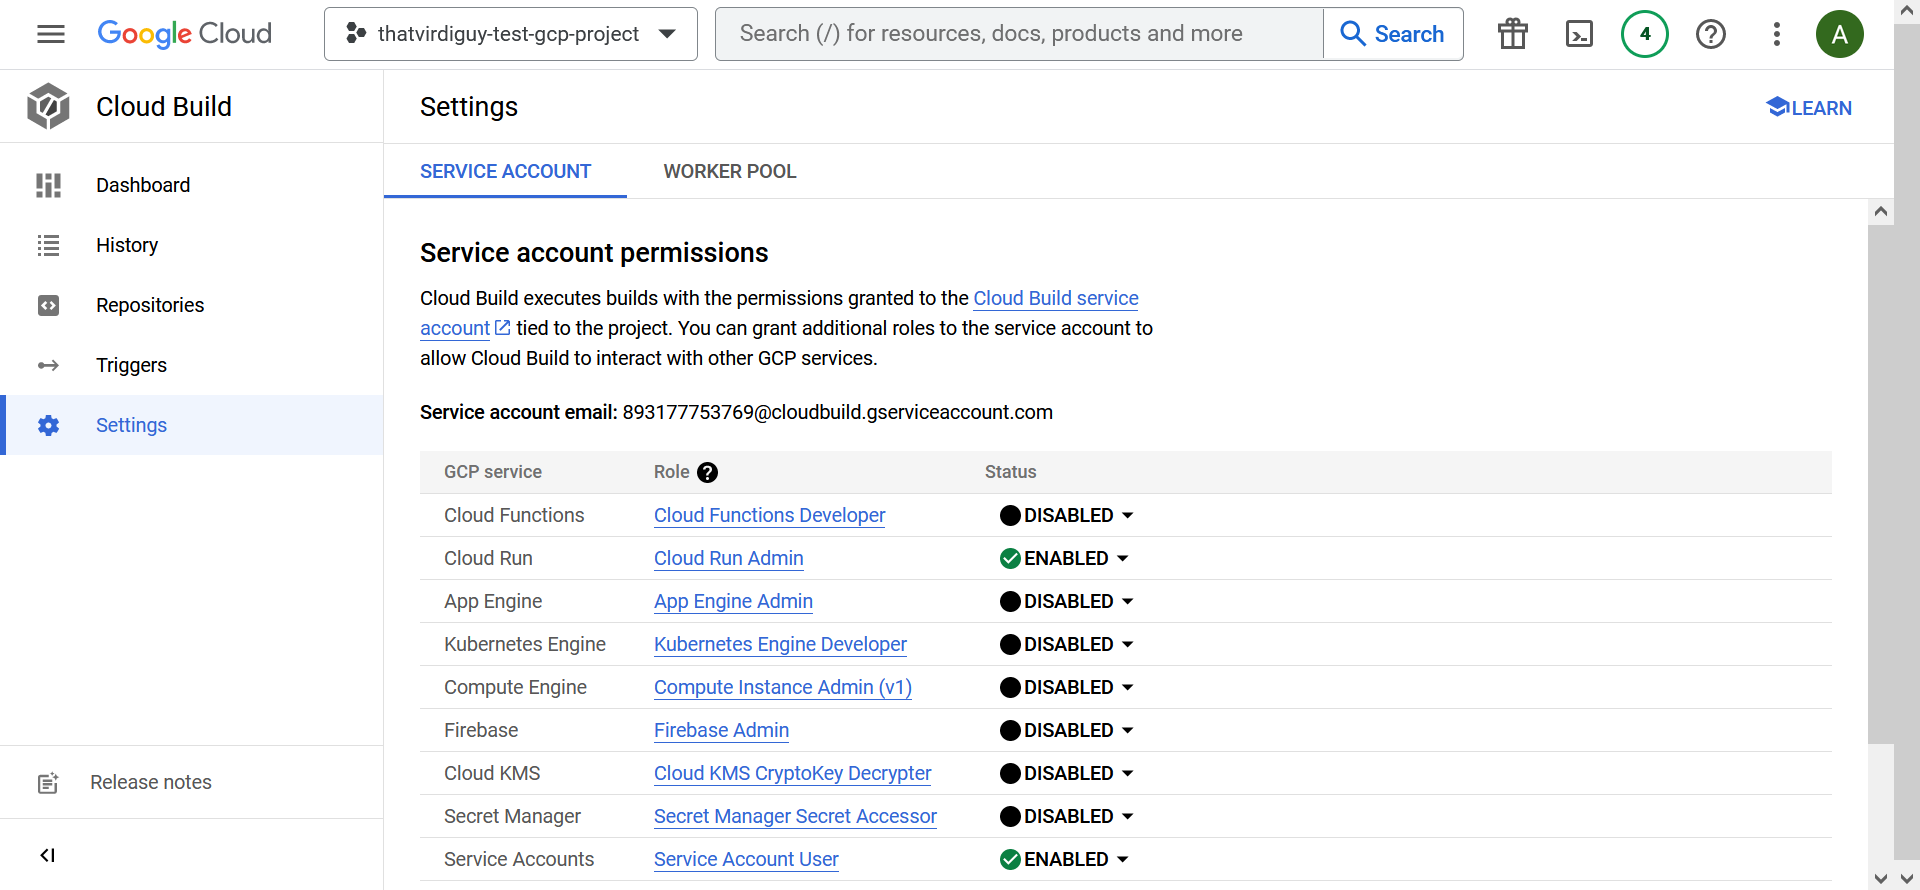 Google Cloud
thatvirdiguy-test-gcp-project
Search (/) for resources, docs, products and more
Search
4
A
Cloud Build
Settings
LEARN
Dashboard
History
Repositories
Triggers
Settings
Release notes
SERVICE ACCOUNT WORKER POOL
Service account permissions
Cloud Build executes builds with the permissions granted to the Cloud Build service
account tied to the project. You can grant additional roles to the service account to
allow Cloud Build to interact with other GCP services.
Service account email: 893177753769@cloudbuild.gserviceaccount.com
GCP service Role ? Status
Cloud Functions Cloud Functions Developer DISABLED
Cloud Run Cloud Run Admin ENABLED
App Engine App Engine Admin DISABLED
Kubernetes Engine Kubernetes Engine Developer DISABLED
Compute Engine Compute Instance Admin (v1) DISABLED
Firebase Firebase Admin DISABLED
Cloud KMS Cloud KMS CryptoKey Decrypter DISABLED
Secret Manager Secret Manager Secret Accessor DISABLED
Service Accounts Service Account User ENABLED